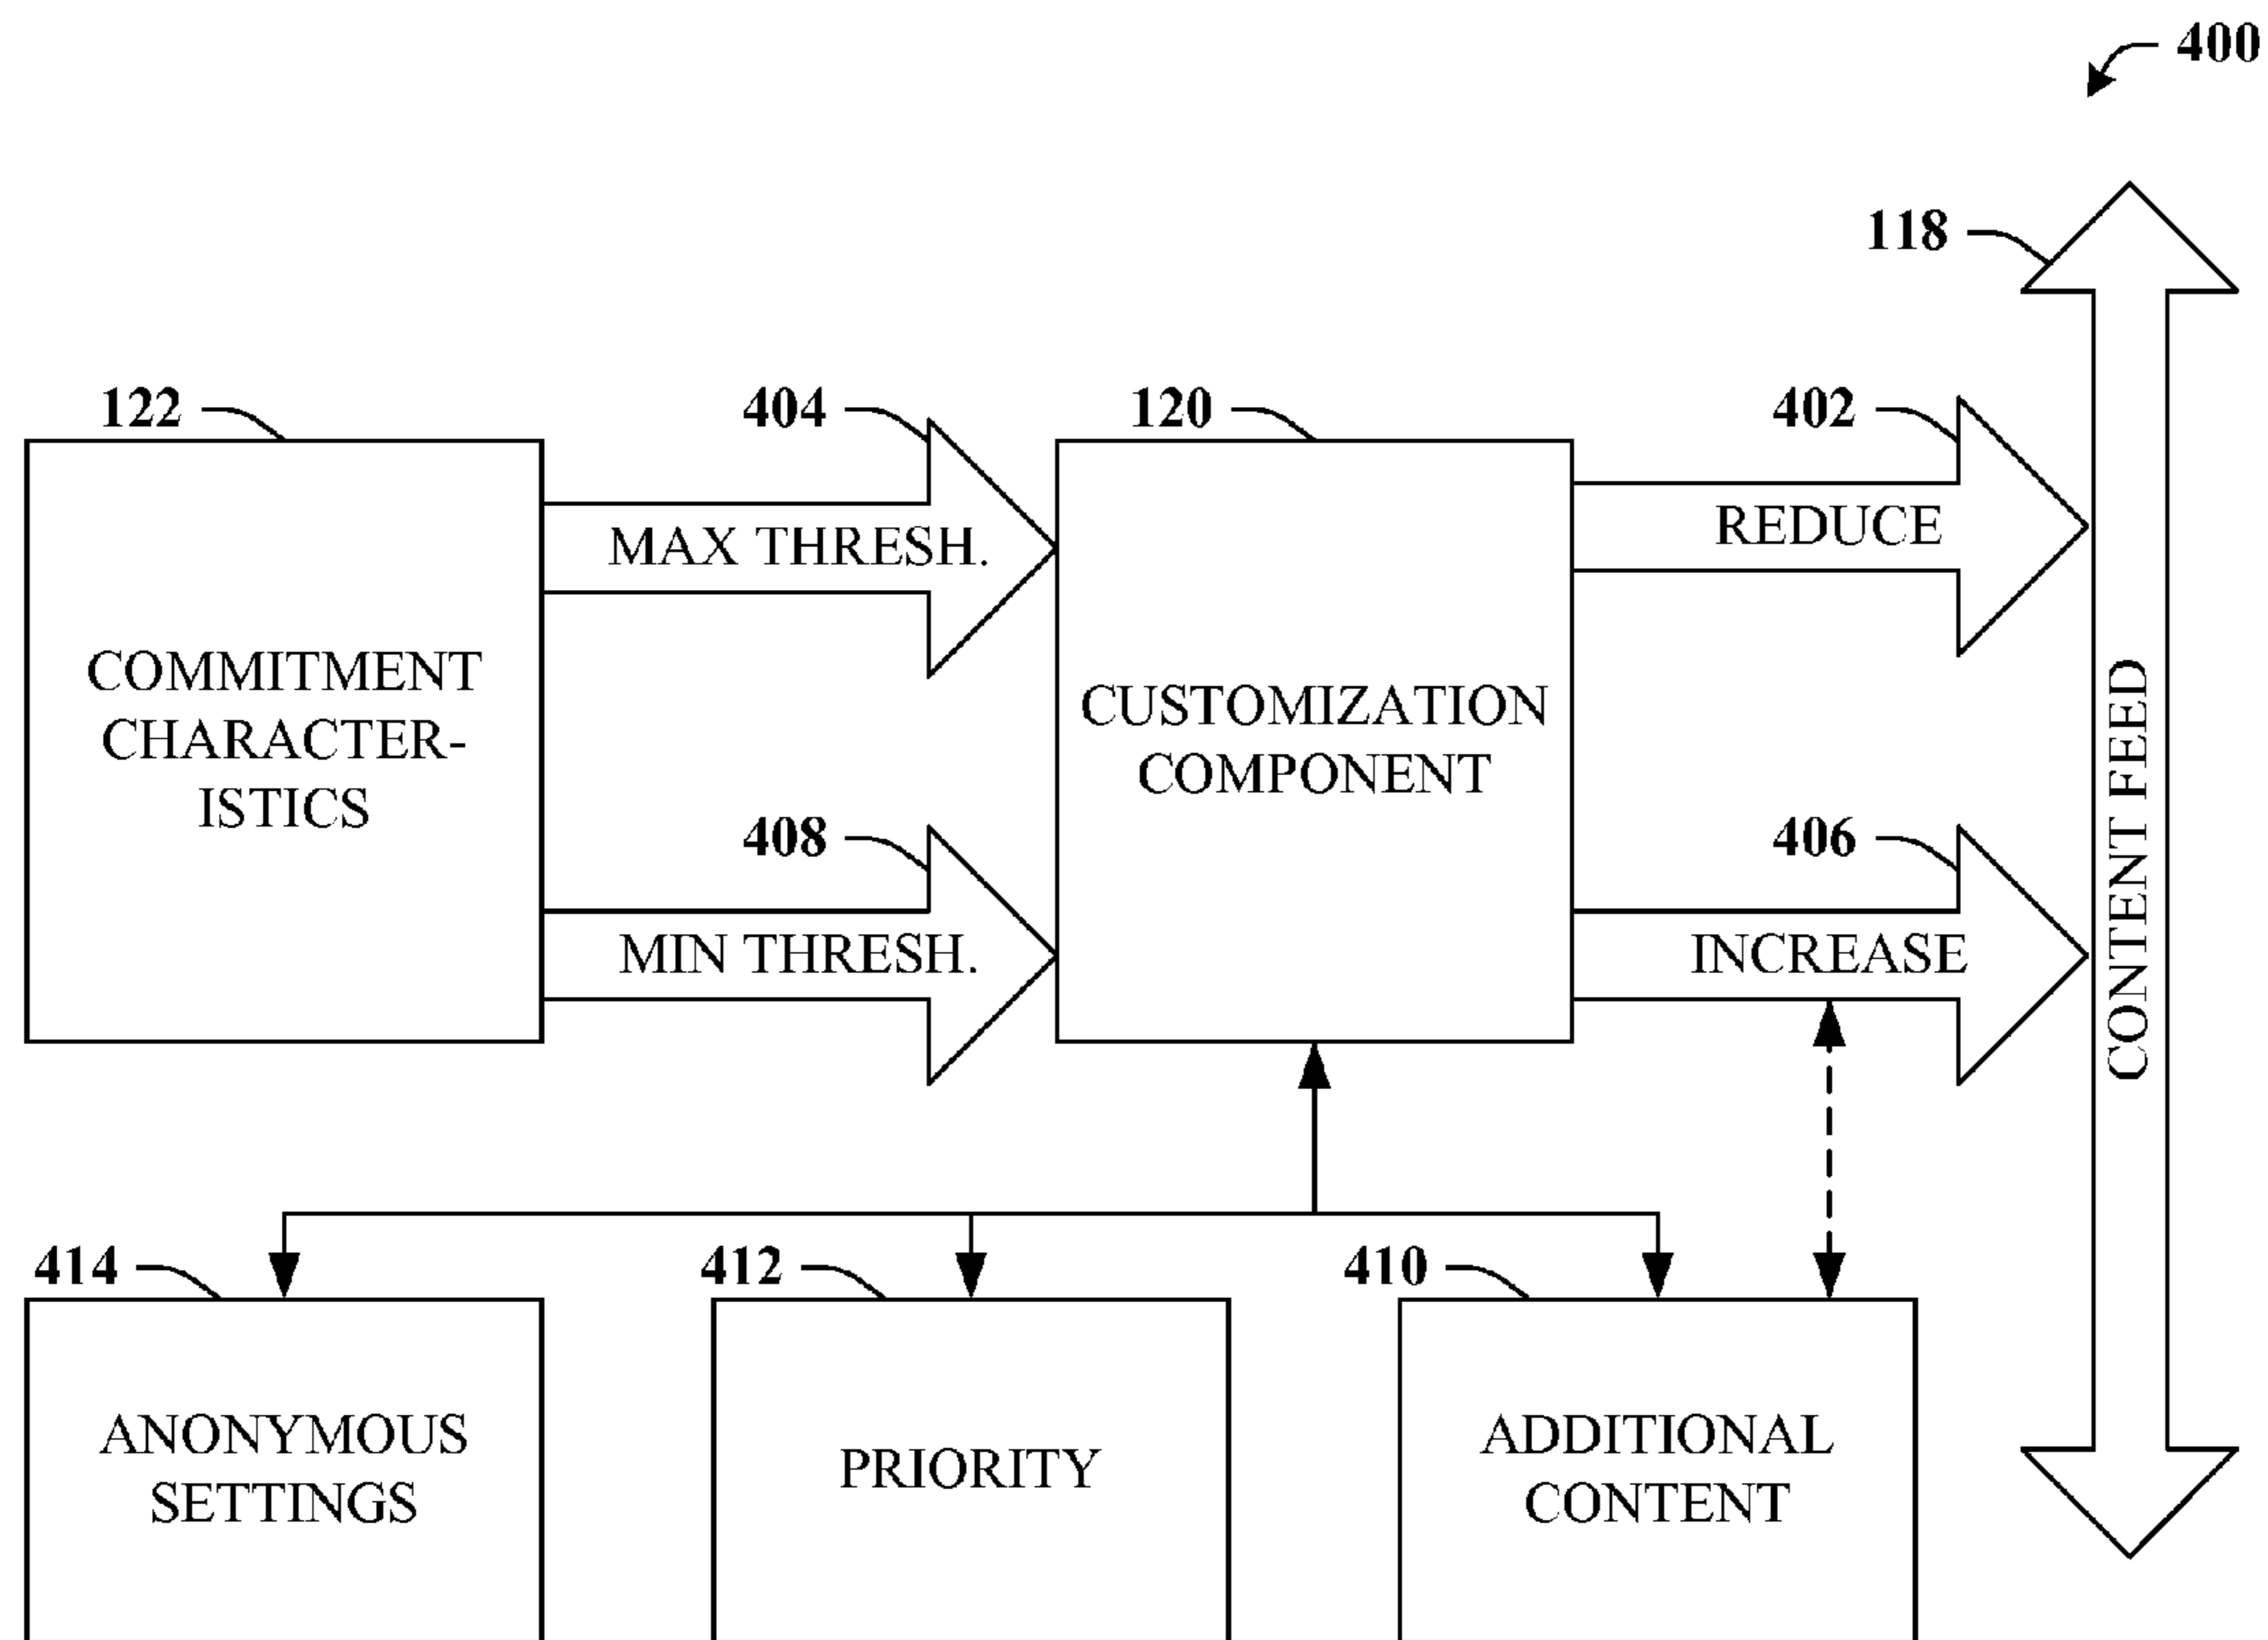 400
118
122
404
120
402
MAX THRESH.
REDUCE
COMMITMENT
CHARACTER-
ISTICS
CUSTOMIZATION
COMPONENT
CONTENT FEED
408
406
MIN THRESH.
INCREASE
414
412
410
ANONYMOUS
SETTINGS
PRIORITY
ADDITIONAL
CONTENT